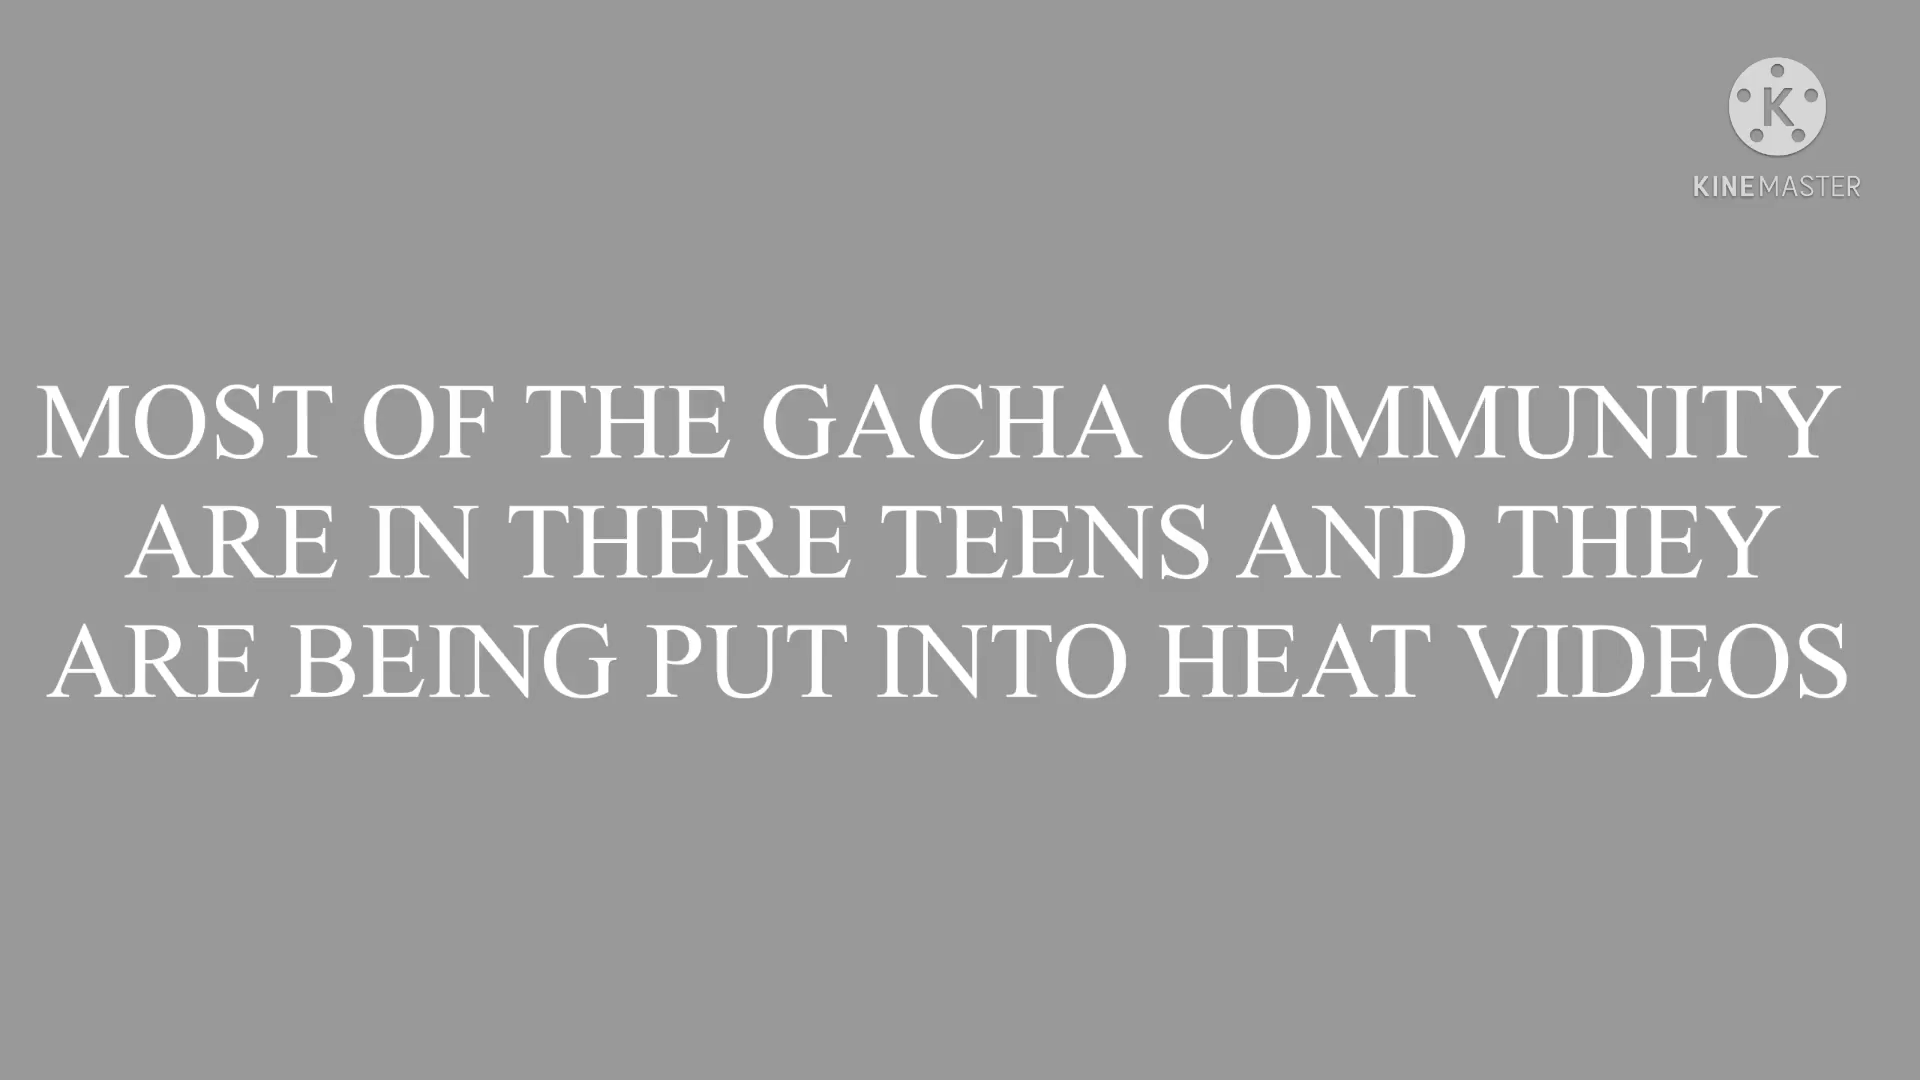 K
KINEMASTER
MOST OF THE GACHA COMMUNITY
ARE IN THERE TEENS AND THEY
ARE BEING PUT INTO HEAT VIDEOS